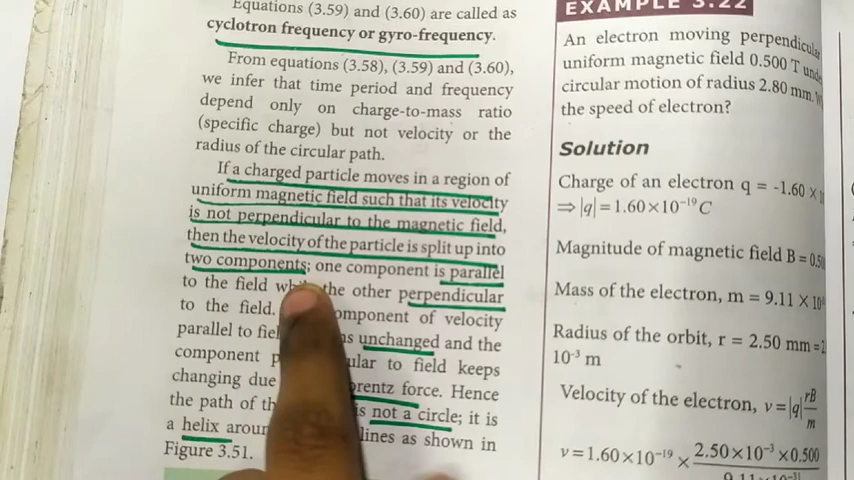 Equations (3.59) and (3.60) are called as
cyclotron frequency or gyro-frequency.
From equations (3.58), (3.59) and (3.60),
we infer that time period and frequency
depend only on charge-to-mass ratio
(specific charge) but not velocity or the
radius of the circular path.
If a charged particle moves in a region of
uniform magnetic field such that its velocity
is not perpendicular to the magnetic field,
then the velocity of the particle is split up into
two components; one component is parallel
to the field the other perpendicular
to the field. component of velocity
parallel to unchanged and the
component to field keeps
changing due force. Hence
the path of is not a circle; it is
a helix lines as shown in
Figure 3.51.
EXAMPLE 3.22
An electron moving perpendicular
uniform magnetic field 0.500 T
circular motion of radius 2.80 mm.
the speed of electron?
Solution
Charge of an electron q = -1.60 ×
⇒ |q| = 1.60×10⁻¹⁹C
Magnitude of magnetic field B =
Mass of the electron, m = 9.11 ×
Radius of the orbit, r = 2.50 mm =
10⁻³ m
Velocity of the electron, v = |q| rB/m
v = 1.60×10⁻¹⁹ × 2.50×10⁻³×0.500